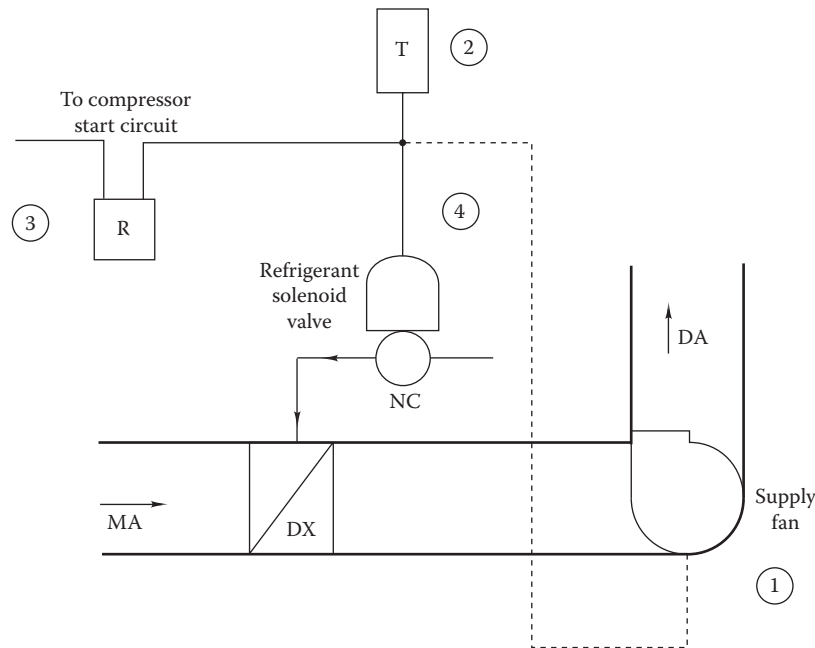 T
2
To compressor
start circuit
3
R
4
Refrigerant
solenoid
valve
NC
DA
MA
DX
Supply
fan
1